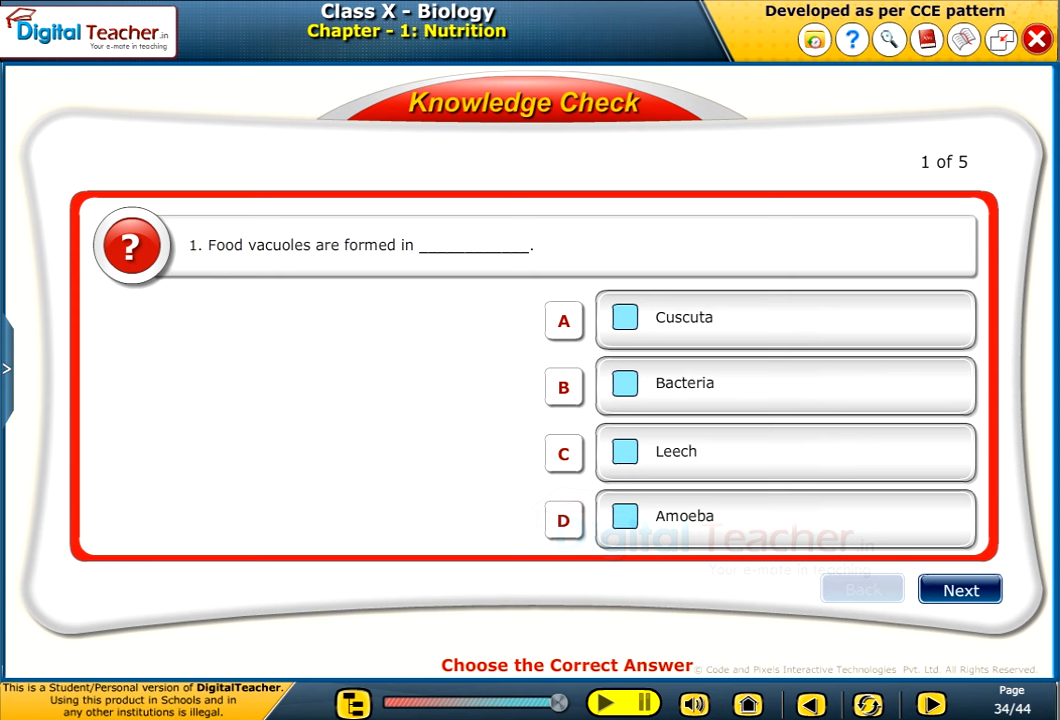 Digital Teacher.in
Your e-mate in teaching
Class X - Biology
Chapter - 1: Nutrition
Developed as per CCE pattern
?
Knowledge Check
1 of 5
?
1. Food vacuoles are formed in ____________.
A Cuscuta
B Bacteria
C Leech
D Amoeba
Digital Teacher.in
Your e-mate in teaching
Back Next
>
Choose the Correct Answer
© Code and Pixels Interactive Technologies Pvt. Ltd. All Rights Reserved.
This is a Student/Personal version of DigitalTeacher.
Using this product in Schools and in
any other institutions is illegal.
Page
34/44